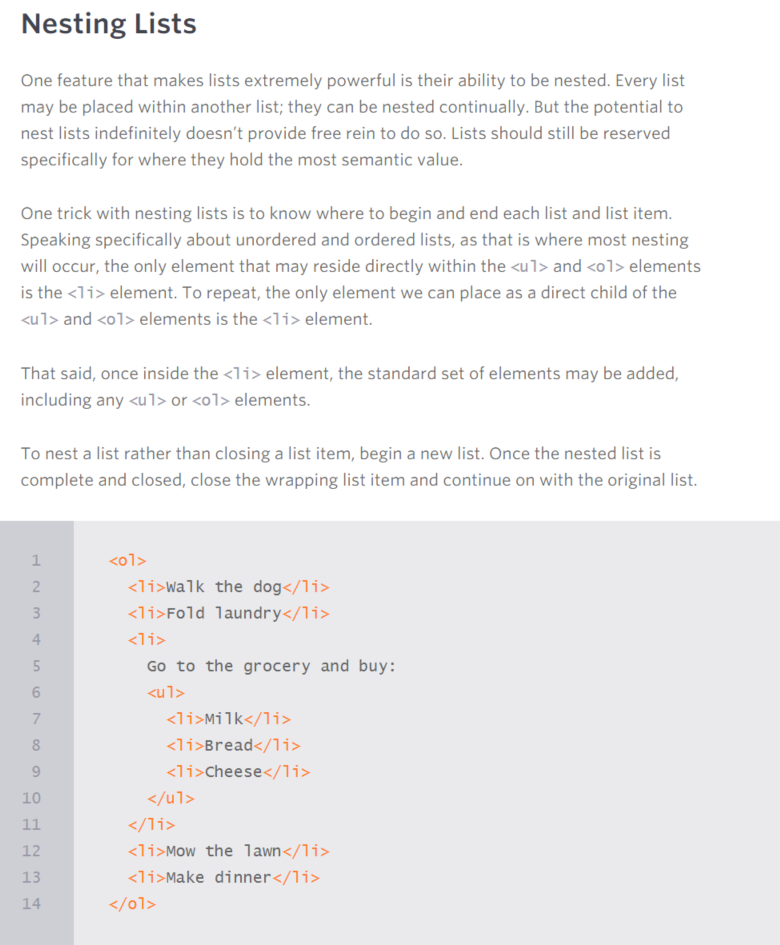 Nesting Lists
One feature that makes lists extremely powerful is their ability to be nested. Every list
may be placed within another list; they can be nested continually. But the potential to
nest lists indefinitely doesn’t provide free rein to do so. Lists should still be reserved
specifically for where they hold the most semantic value.
One trick with nesting lists is to know where to begin and end each list and list item.
Speaking specifically about unordered and ordered lists, as that is where most nesting
will occur, the only element that may reside directly within the <ul> and <ol> elements
is the <li> element. To repeat, the only element we can place as a direct child of the
<ul> and <ol> elements is the <li> element.
That said, once inside the <li> element, the standard set of elements may be added,
including any <ul> or <ol> elements.
To nest a list rather than closing a list item, begin a new list. Once the nested list is
complete and closed, close the wrapping list item and continue on with the original list.
1 <ol>
2 <li>Walk the dog</li>
3 <li>Fold laundry</li>
4 <li>
5 Go to the grocery and buy:
6 <ul>
7 <li>Milk</li>
8 <li>Bread</li>
9 <li>Cheese</li>
10 </ul>
11 </li>
12 <li>Mow the lawn</li>
13 <li>Make dinner</li>
14 </ol>